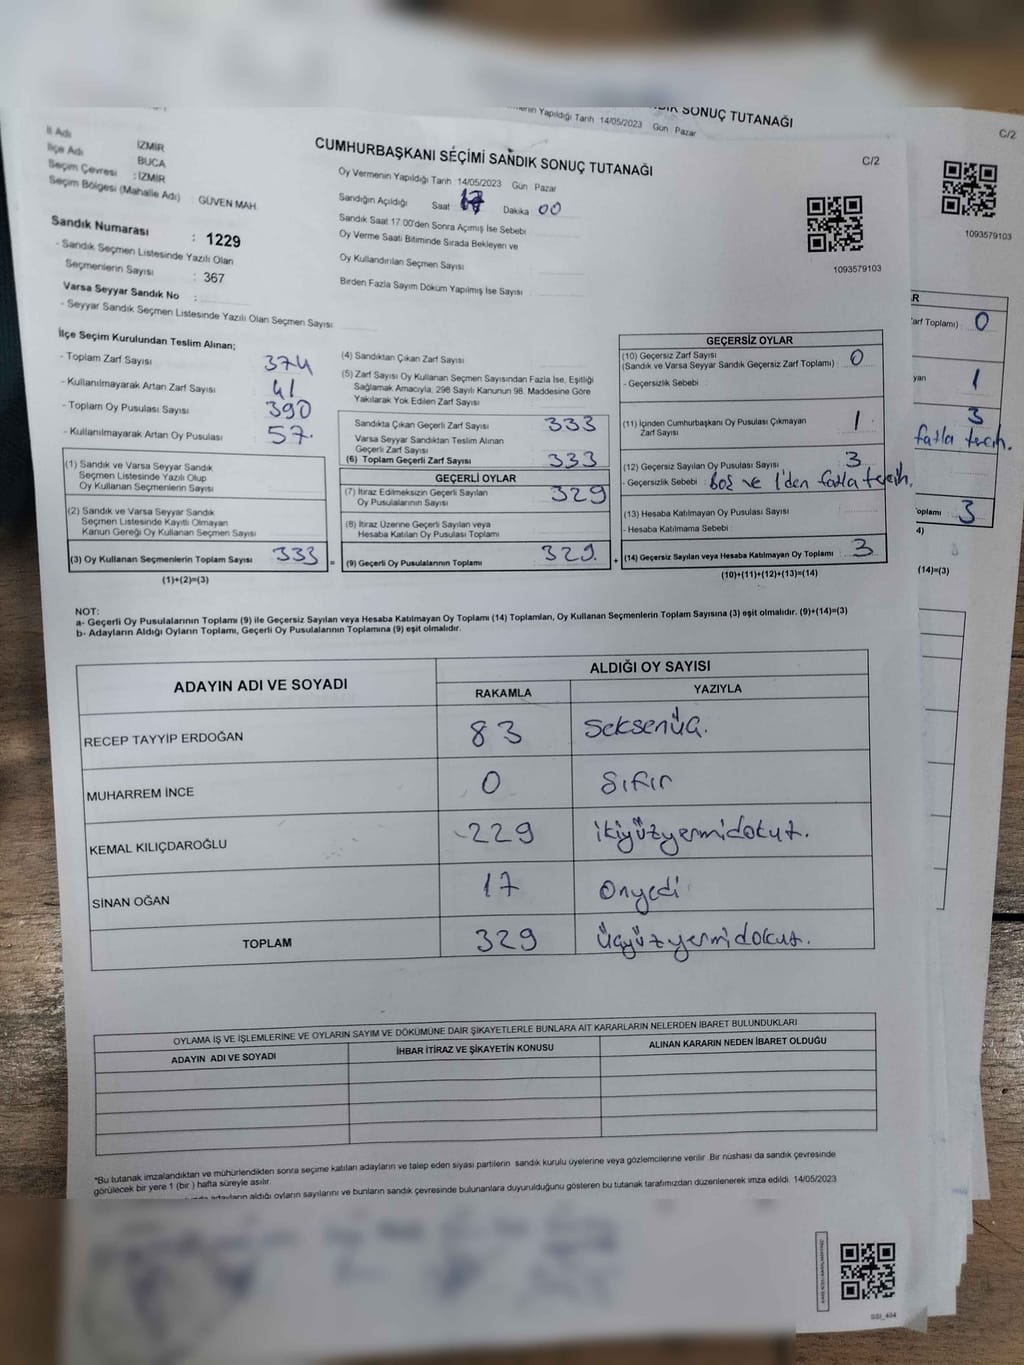 SONUÇ TUTANAĞI
Yapıldığı Tarih 14/05/2023 Gün Pazar
C/2
1093579103
İl Adı
İZMİR
İlçe Adı
BUCA
Seçim Çevresi : İZMİR
Seçim Bölgesi (Mahalle Adı) : GÜVEN MAH.
Sandık Numarası : 1229
- Sandık Seçmen Listesinde Yazılı Olan
Seçmenlerin Sayısı : 367
Varsa Seyyar Sandık No :
- Seyyar Sandık Seçmen Listesinde Yazılı Olan Seçmen Sayısı
CUMHURBAŞKANI SEÇİMİ SANDIK SONUÇ TUTANAĞI
C/2
Oy Vermenin Yapıldığı Tarih 14/05/2023 Gün Pazar
Sandığın Açıldığı Saat 17 Dakika 00
Sandık Saat 17.00'den Sonra Açımış İse Sebebi
Oy Verme Saati Bitiminde Sırada Bekleyen ve
Oy Kullandırılan Seçmen Sayısı
Birden Fazla Sayım Döküm Yapılmış İse Sayısı :
1093579103
İlçe Seçim Kurulundan Teslim Alınan;
- Toplam Zarf Sayısı 374
- Kullanılmayarak Artan Zarf Sayısı 41
- Toplam Oy Pusulası Sayısı 390
- Kullanılmayarak Artan Oy Pusulası 57.
(1) Sandık ve Varsa Seyyar Sandık
Seçmen Listesinde Yazılı Olup
Oy Kullanan Seçmenlerin Sayısı
(2) Sandık ve Varsa Seyyar Sandık
Seçmen Listesinde Kayıtlı Olmayan
Kanun Gereği Oy Kullanan Seçmen Sayısı
(3) Oy Kullanan Seçmenlerin Toplam Sayısı 333 =
(1)+(2)=(3)
(4) Sandıktan Çıkan Zarf Sayısı
(5) Zarf Sayısı Oy Kullanan Seçmen Sayısından Fazla İse, Eşitliği
Sağlamak Amacıyla, 298 Sayılı Kanunun 98. Maddesine Göre
Yakılarak Yok Edilen Zarf Sayısı
Sandıkta Çıkan Geçerli Zarf Sayısı 333
Varsa Seyyar Sandıktan Teslim Alınan
Geçerli Zarf Sayısı
(6) Toplam Geçerli Zarf Sayısı 333
GEÇERLİ OYLAR
(7) İtiraz Edilmeksizin Geçerli Sayılan
Oy Pusulalarının Sayısı 329
(8) İtiraz Üzerine Geçerli Sayılan veya
Hesaba Katılan Oy Pusulası Toplamı
(9) Geçerli Oy Pusulalarının Toplamı 329. +
GEÇERSİZ OYLAR
(10) Geçersiz Zarf Sayısı
(Sandık ve Varsa Seyyar Sandık Geçersiz Zarf Toplamı) : 0
- Geçersizlik Sebebi :
(11) İçinden Cumhurbaşkanı Oy Pusulası Çıkmayan
Zarf Sayısı 1
(12) Geçersiz Sayılan Oy Pusulası Sayısı 3
- Geçersizlik Sebebi : Boş ve 1'den fazla tercih.
(13) Hesaba Katılmayan Oy Pusulası Sayısı
- Hesaba Katılmama Sebebi :
(14) Geçersiz Sayılan veya Hesaba Katılmayan Oy Toplamı : 3
(10)+(11)+(12)+(13)=(14)
R
arf Toplamı) 0
yan 1
3
fazla tercih.
oplamı : 3
4)
(14)=(3)
NOT:
a- Geçerli Oy Pusulalarının Toplamı (9) ile Geçersiz Sayılan veya Hesaba Katılmayan Oy Toplamı (14) Toplamları, Oy Kullanan Seçmenlerin Toplam Sayısına (3) eşit olmalıdır. (9)+(14)=(3)
b- Adayların Aldığı Oyların Toplamı, Geçerli Oy Pusulalarının Toplamına (9) eşit olmalıdır.
ADAYIN ADI VE SOYADI
ALDIĞI OY SAYISI
RAKAMLA YAZIYLA
RECEP TAYYİP ERDOĞAN 83 Seksenüç.
MUHARREM İNCE 0 Sıfır
KEMAL KILIÇDAROĞLU 229 ikiyüzyermidokuz.
SİNAN OĞAN 17 Onyedi
TOPLAM 329 üçyüzyermidokuz.
OYLAMA İŞ VE İŞLEMLERİNE VE OYLARIN SAYIM VE DÖKÜMÜNE DAİR ŞİKAYETLERLE BUNLARA AİT KARARLARIN NELERDEN İBARET BULUNDUKLARI
ADAYIN ADI VE SOYADI İHBAR İTİRAZ VE ŞİKAYETİN KONUSU ALINAN KARARIN NEDEN İBARET OLDUĞU
*Bu tutanak imzalandıktan ve mühürlendikten sonra seçime katılan adayların ve talep eden siyasi partilerin sandık kurulu üyelerine veya gözlemcilerine verilir. Bir nüshası da sandık çevresinde
görülecek bir yere 1 (bir ) hafta süreyle asılır.
adayların aldığı oyların sayılarını ve bunların sandık çevresinde bulunanlara duyurulduğunu gösteren bu tutanak tarafımızdan düzenlenerek imza edildi. 14/05/2023